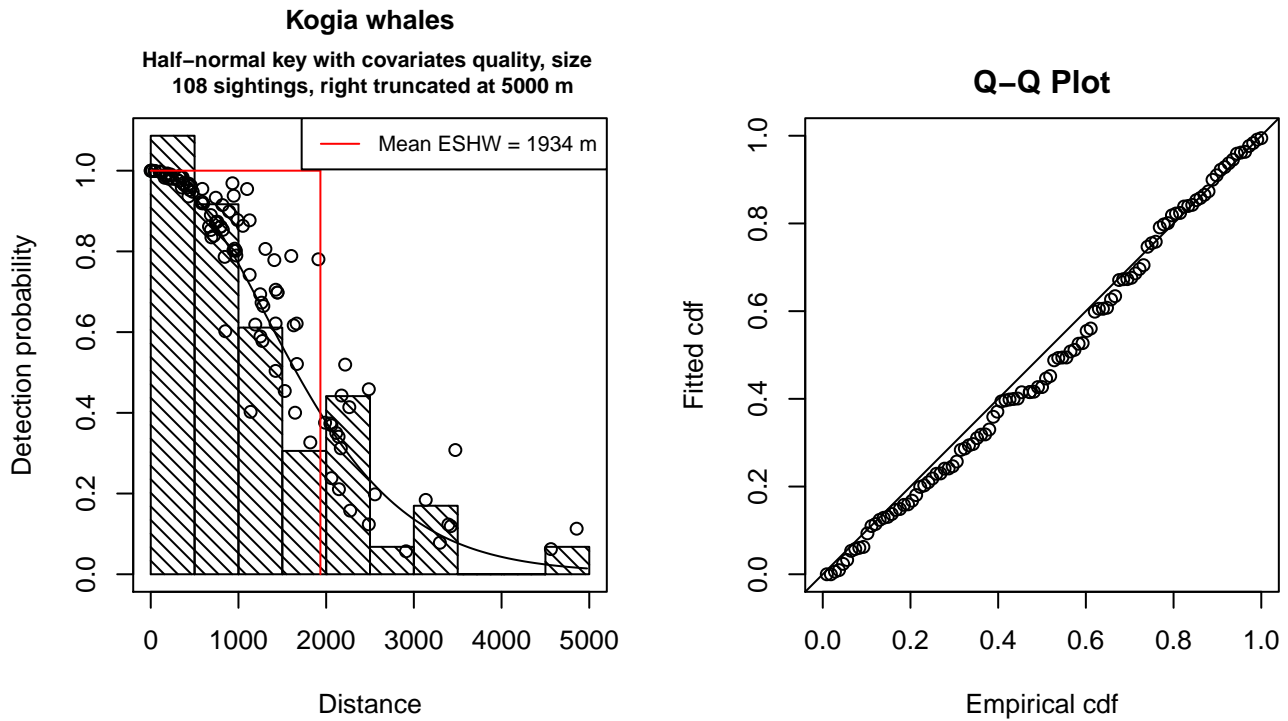 Kogia whales
Half−normal key with covariates quality, size
108 sightings, right truncated at 5000 m
Mean ESHW = 1934 m
Detection probability
0.0 0.2 0.4 0.6 0.8 1.0
0 1000 2000 3000 4000 5000
Distance
Q−Q Plot
Fitted cdf
0.0 0.2 0.4 0.6 0.8 1.0
0.0 0.2 0.4 0.6 0.8 1.0
Empirical cdf